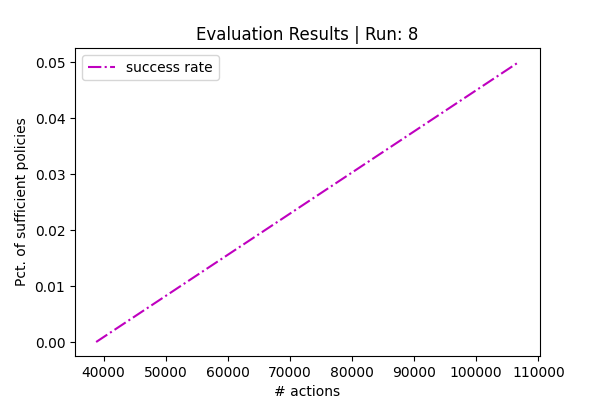 Evaluation Results | Run: 8
success rate
Pct. of sufficient policies
0.05
0.04
0.03
0.02
0.01
0.00
40000 50000 60000 70000 80000 90000 100000 110000
# actions